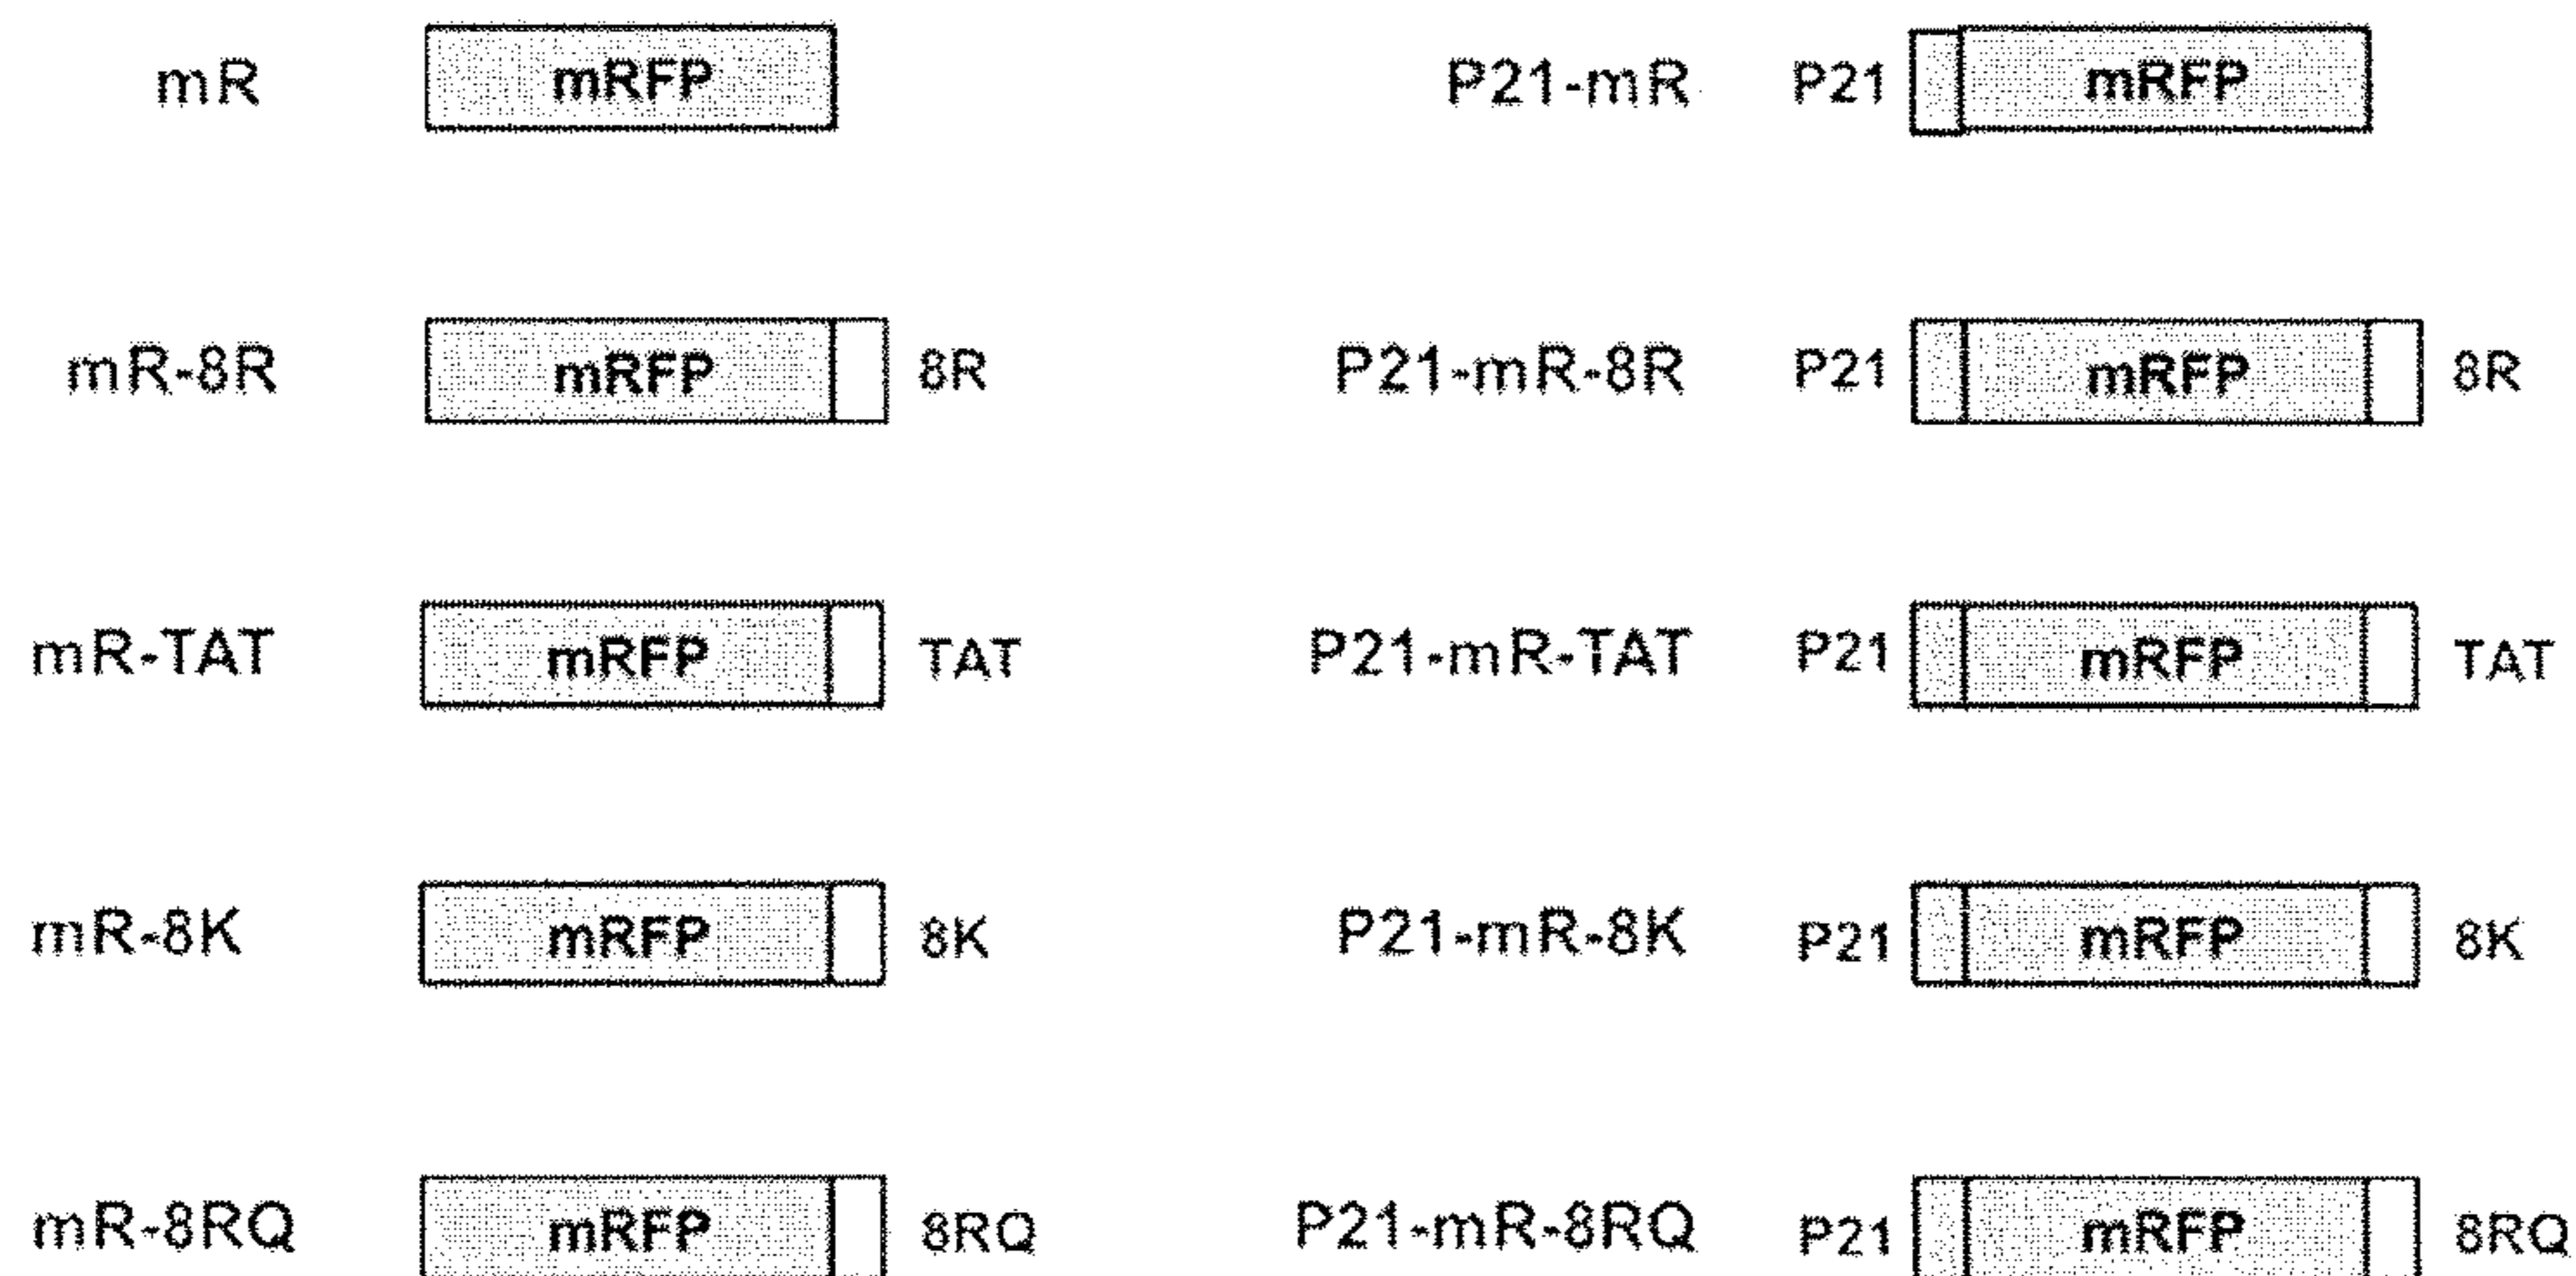 mR mRFP P21-mR P21 mRFP
mR-8R mRFP 8R P21-mR-8R P21 mRFP 8R
mR-TAT mRFP TAT P21-mR-TAT P21 mRFP TAT
mR-8K mRFP 8K P21-mR-8K P21 mRFP 8K
mR-8RQ mRFP 8RQ P21-mR-8RQ P21 mRFP 8RQ